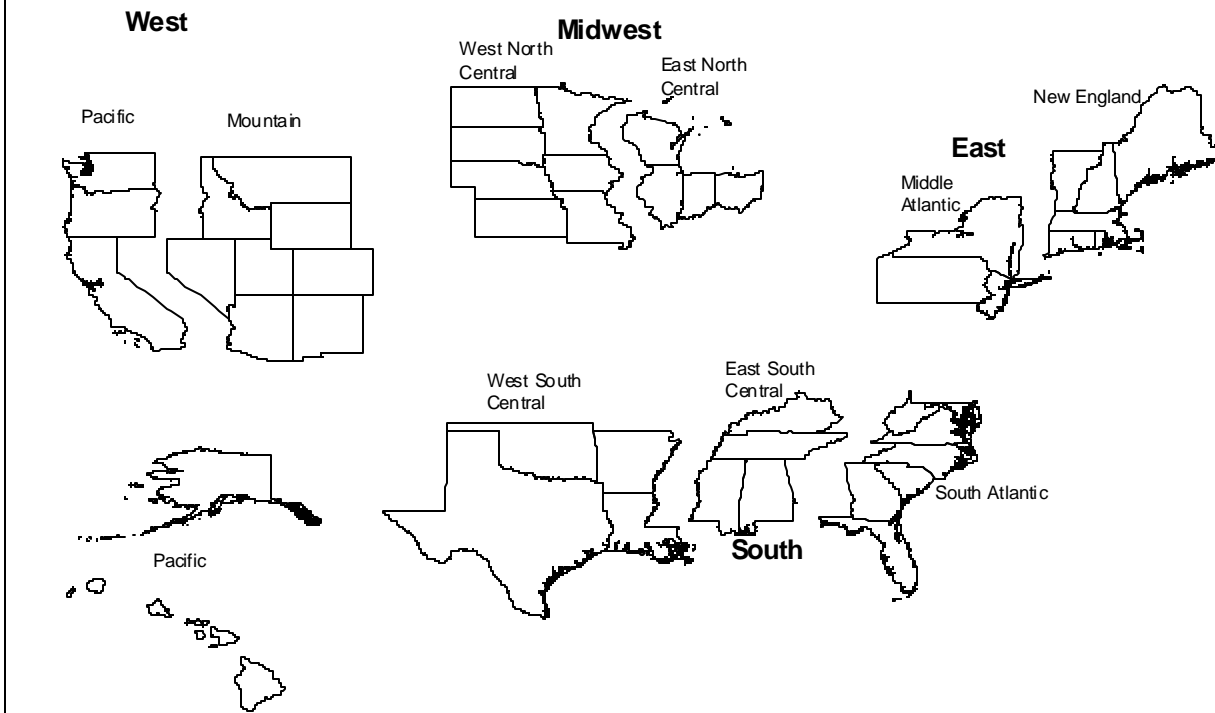 West
Midwest
West North
Central
East North
Central
New England
Pacific
Mountain
East
Middle
Atlantic
West South
Central
East South
Central
South Atlantic
South
Pacific